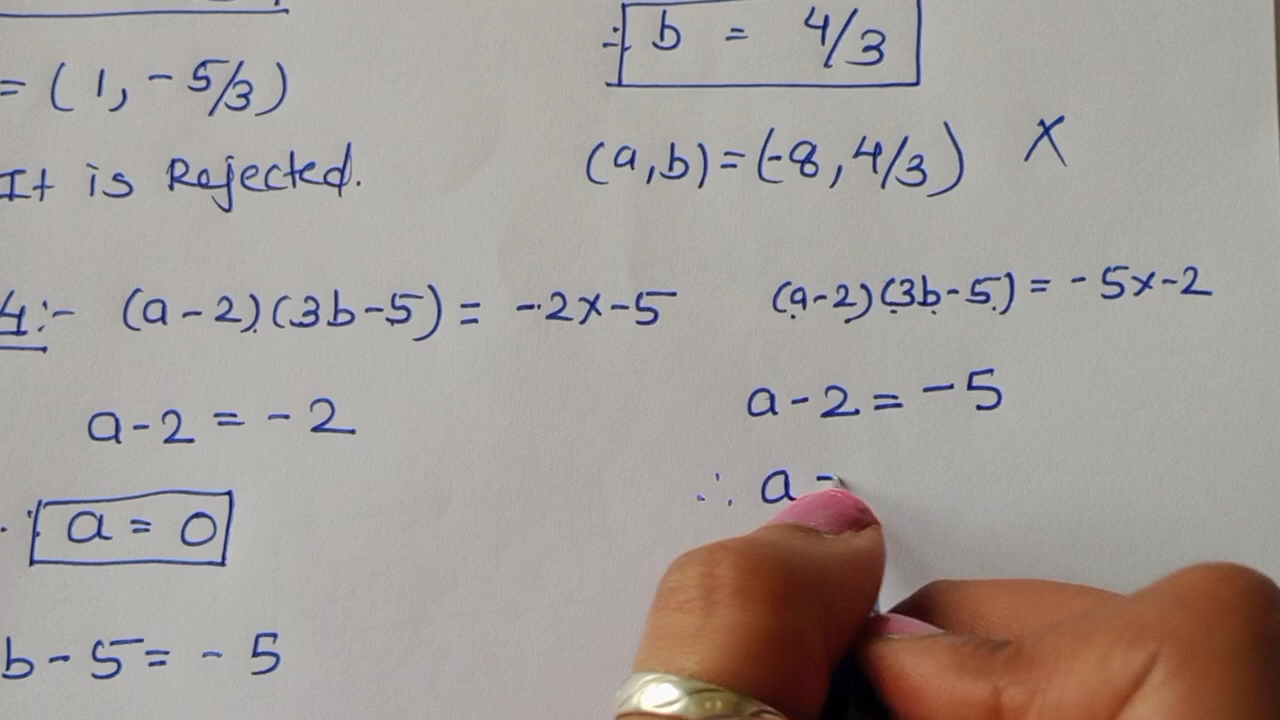 ∴ b = 4/3
= (1, -5/3)
(a,b) = (-8, 4/3) X
It is Rejected.
4:- (a-2)(3b-5) = -2x-5
(a-2)(3b-5) = -5x-2
a-2 = -2
a-2 = -5
∴ a = 0
∴ a =
b-5 = -5